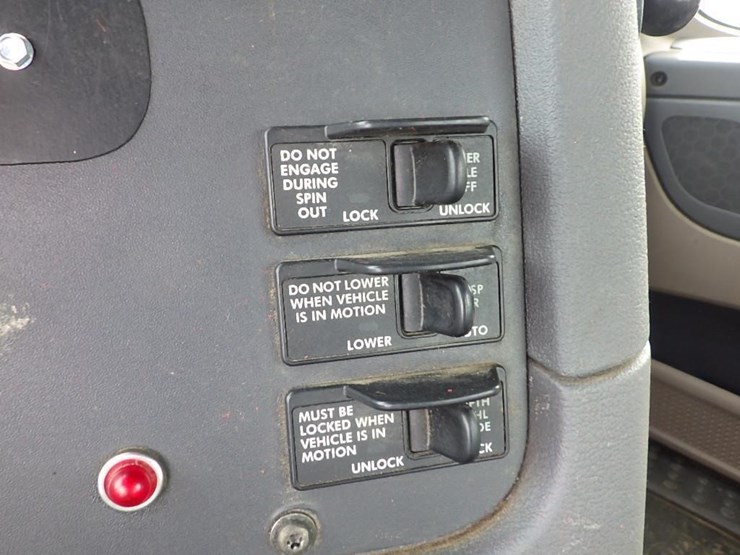 DO NOT
ENGAGE
DURING
SPIN
OUT LOCK
UNLOCK
DO NOT LOWER
WHEN VEHICLE
IS IN MOTION
LOWER
MUST BE
LOCKED WHEN
VEHICLE IS IN
MOTION
UNLOCK